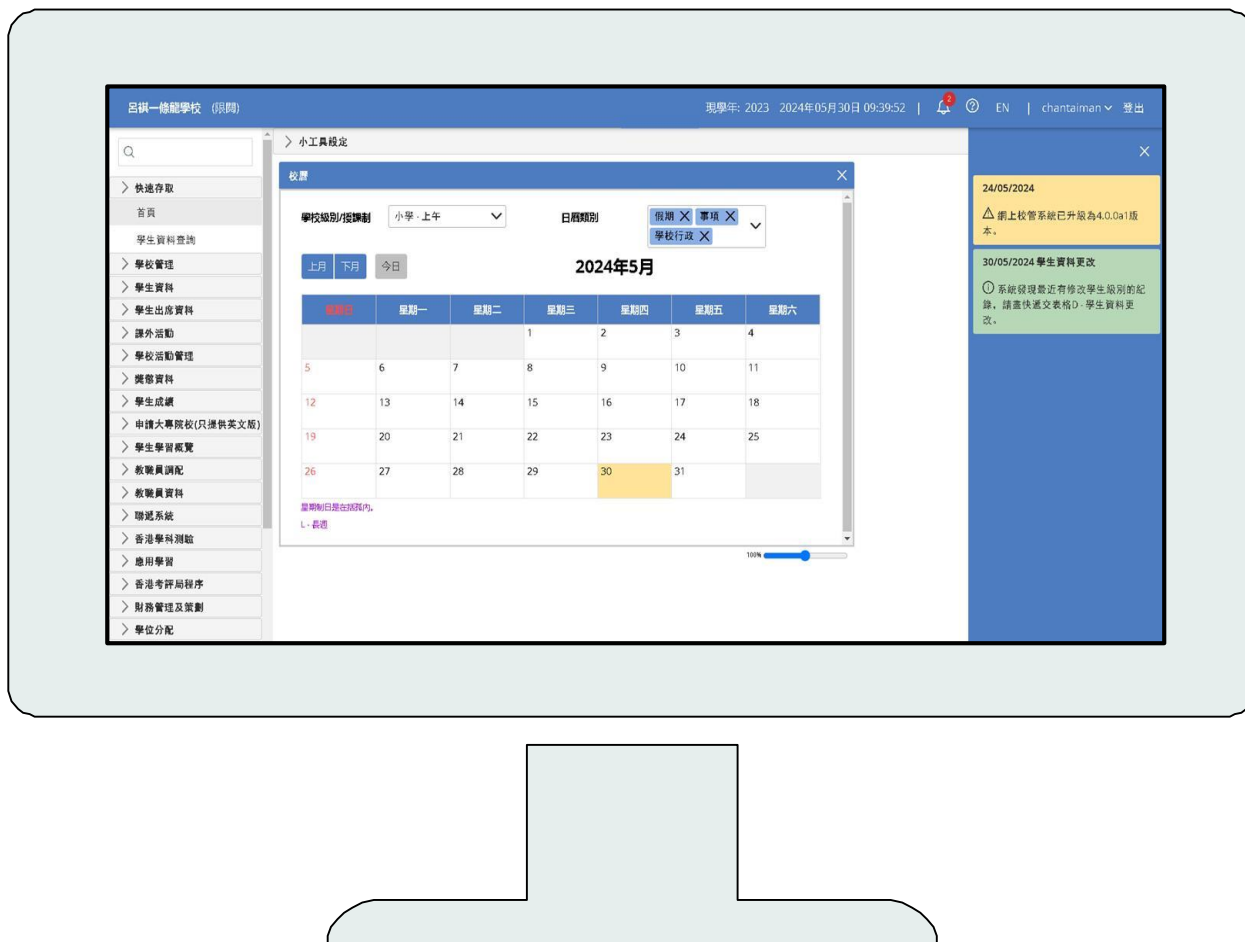 呂祺一條龍學校 (限閱)
現學年: 2023 2024年05月30日 09:39:52 | 2 EN | chantaiman 登出
快速存取
首頁
學生資料查詢
學校管理
學生資料
學生出席資料
課外活動
學校活動管理
獎懲資料
學生成績
申請大專院校(只提供英文版)
學生學習概覽
教職員調配
教職員資料
聯遞系統
香港學科測驗
應用學習
香港考評局程序
財務管理及策劃
學位分配
小工具設定
校曆
學校級別/授課制 小學 - 上午 日曆類別 假期 事項
學校行政
上月 下月 今日 2024年5月
星期日 星期一 星期二 星期三 星期四 星期五 星期六
1 2 3 4
5 6 7 8 9 10 11
12 13 14 15 16 17 18
19 20 21 22 23 24 25
26 27 28 29 30 31
星期制日是在括孤內。
L - 長週
100%
24/05/2024
網上校管系統已升級為4.0.0a1版
本。
30/05/2024 學生資料更改
系統發現最近有修改學生級別的紀
錄，請盡快遞交表格D - 學生資料更
改。